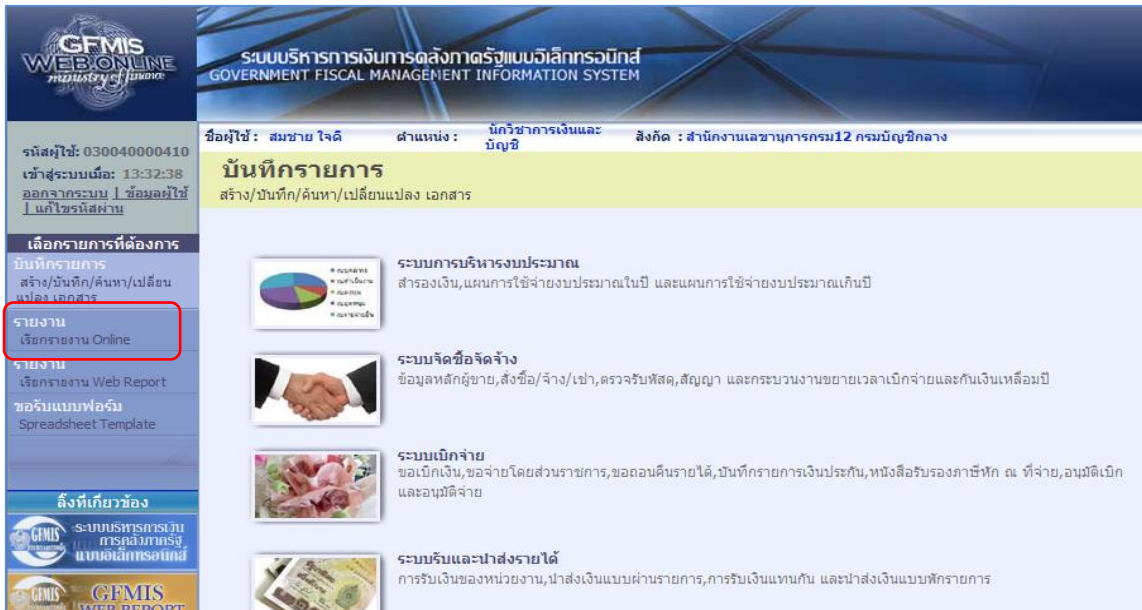 GFMIS
WEB ONLINE
ministry of finance
ระบบบริหารการเงินการคลังภาครัฐแบบอิเล็กทรอนิกส์
GOVERNMENT FISCAL MANAGEMENT INFORMATION SYSTEM
ชื่อผู้ใช้ : สมชาย ใจดี ตำแหน่ง : นักวิชาการเงินและ
บัญชี
สังกัด : สำนักงานเลขานุการกรม12 กรมบัญชีกลาง
รหัสผู้ใช้: 030040000410
เข้าสู่ระบบเมื่อ: 13:32:38
ออกจากระบบ | ข้อมูลผู้ใช้
| แก้ไขรหัสผ่าน
บันทึกรายการ
สร้าง/บันทึก/ค้นหา/เปลี่ยนแปลง เอกสาร
เลือกรายการที่ต้องการ
บันทึกรายการ
สร้าง/บันทึก/ค้นหา/เปลี่ยน
แปลง เอกสาร
รายงาน
เรียกรายงาน Online
รายงาน
เรียกรายงาน Web Report
ขอรับแบบฟอร์ม
Spreadsheet Template
ลิ๊งที่เกี่ยวข้อง
GFMIS
ระบบบริหารการเงิน
การคลังภาครัฐ
แบบอิเล็กทรอนิกส์
GFMIS
GFMIS
WEB REPORT
ระบบการบริหารงบประมาณ
สำรองเงิน,แผนการใช้จ่ายงบประมาณในปี และแผนการใช้จ่ายงบประมาณเกินปี
ระบบจัดซื้อจัดจ้าง
ข้อมูลหลักผู้ขาย,สั่งซื้อ/จ้าง/เช่า,ตรวจรับพัสดุ,สัญญา และกระบวนงานขยายเวลาเบิกจ่ายและกันเงินเหลื่อมปี
ระบบเบิกจ่าย
ขอเบิกเงิน,ขอจ่ายโดยส่วนราชการ,ขอถอนคืนรายได้,บันทึกรายการเงินประกัน,หนังสือรับรองภาษีหัก ณ ที่จ่าย,อนุมัติเบิก
และอนุมัติจ่าย
ระบบรับและนำส่งรายได้
การรับเงินของหน่วยงาน,นำส่งเงินแบบผ่านรายการ,การรับเงินแทนกัน และนำส่งเงินแบบพักรายการ